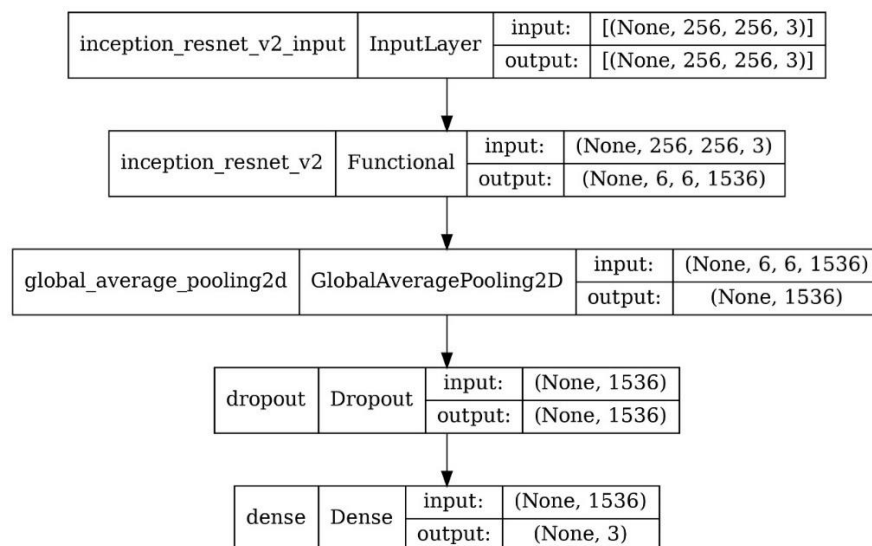 inception_resnet_v2_input InputLayer input: [(None, 256, 256, 3)]
output: [(None, 256, 256, 3)]
inception_resnet_v2 Functional input: (None, 256, 256, 3)
output: (None, 6, 6, 1536)
global_average_pooling2d GlobalAveragePooling2D input: (None, 6, 6, 1536)
output: (None, 1536)
dropout Dropout input: (None, 1536)
output: (None, 1536)
dense Dense input: (None, 1536)
output: (None, 3)